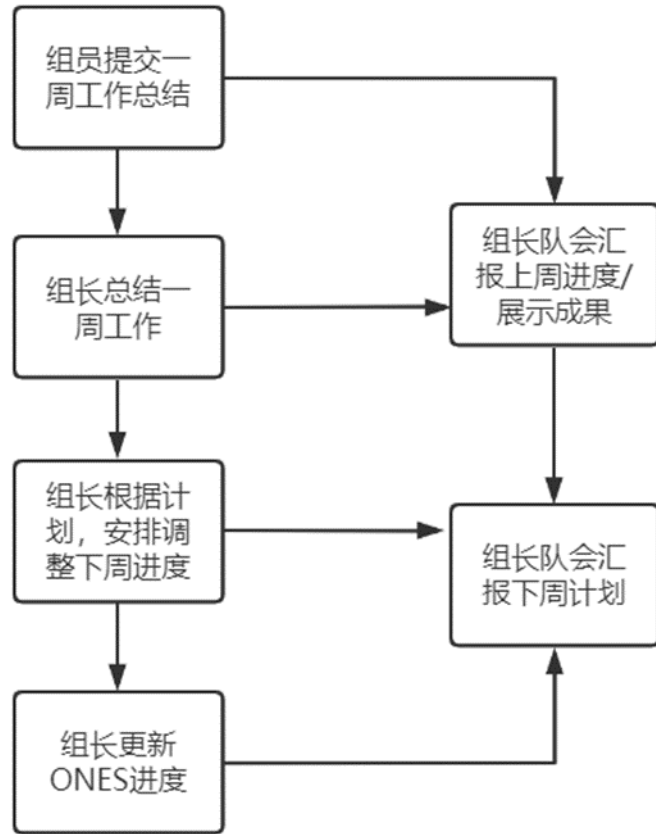 组员提交一
周工作总结
组长总结一
周工作
组长队会汇
报上周进度/
展示成果
组长根据计
划，安排调
整下周进度
组长队会汇
报下周计划
组长更新
ONES进度